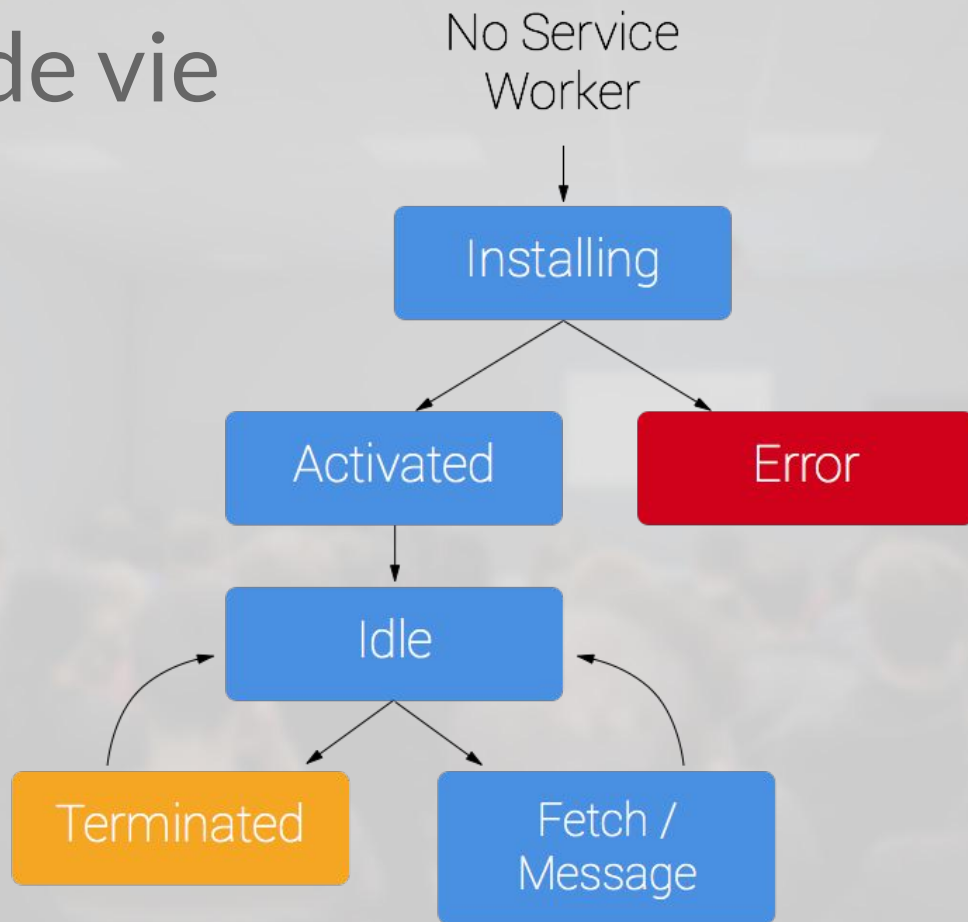 de vie
No Service
Worker
Installing
Activated
Error
Idle
Terminated
Fetch /
Message